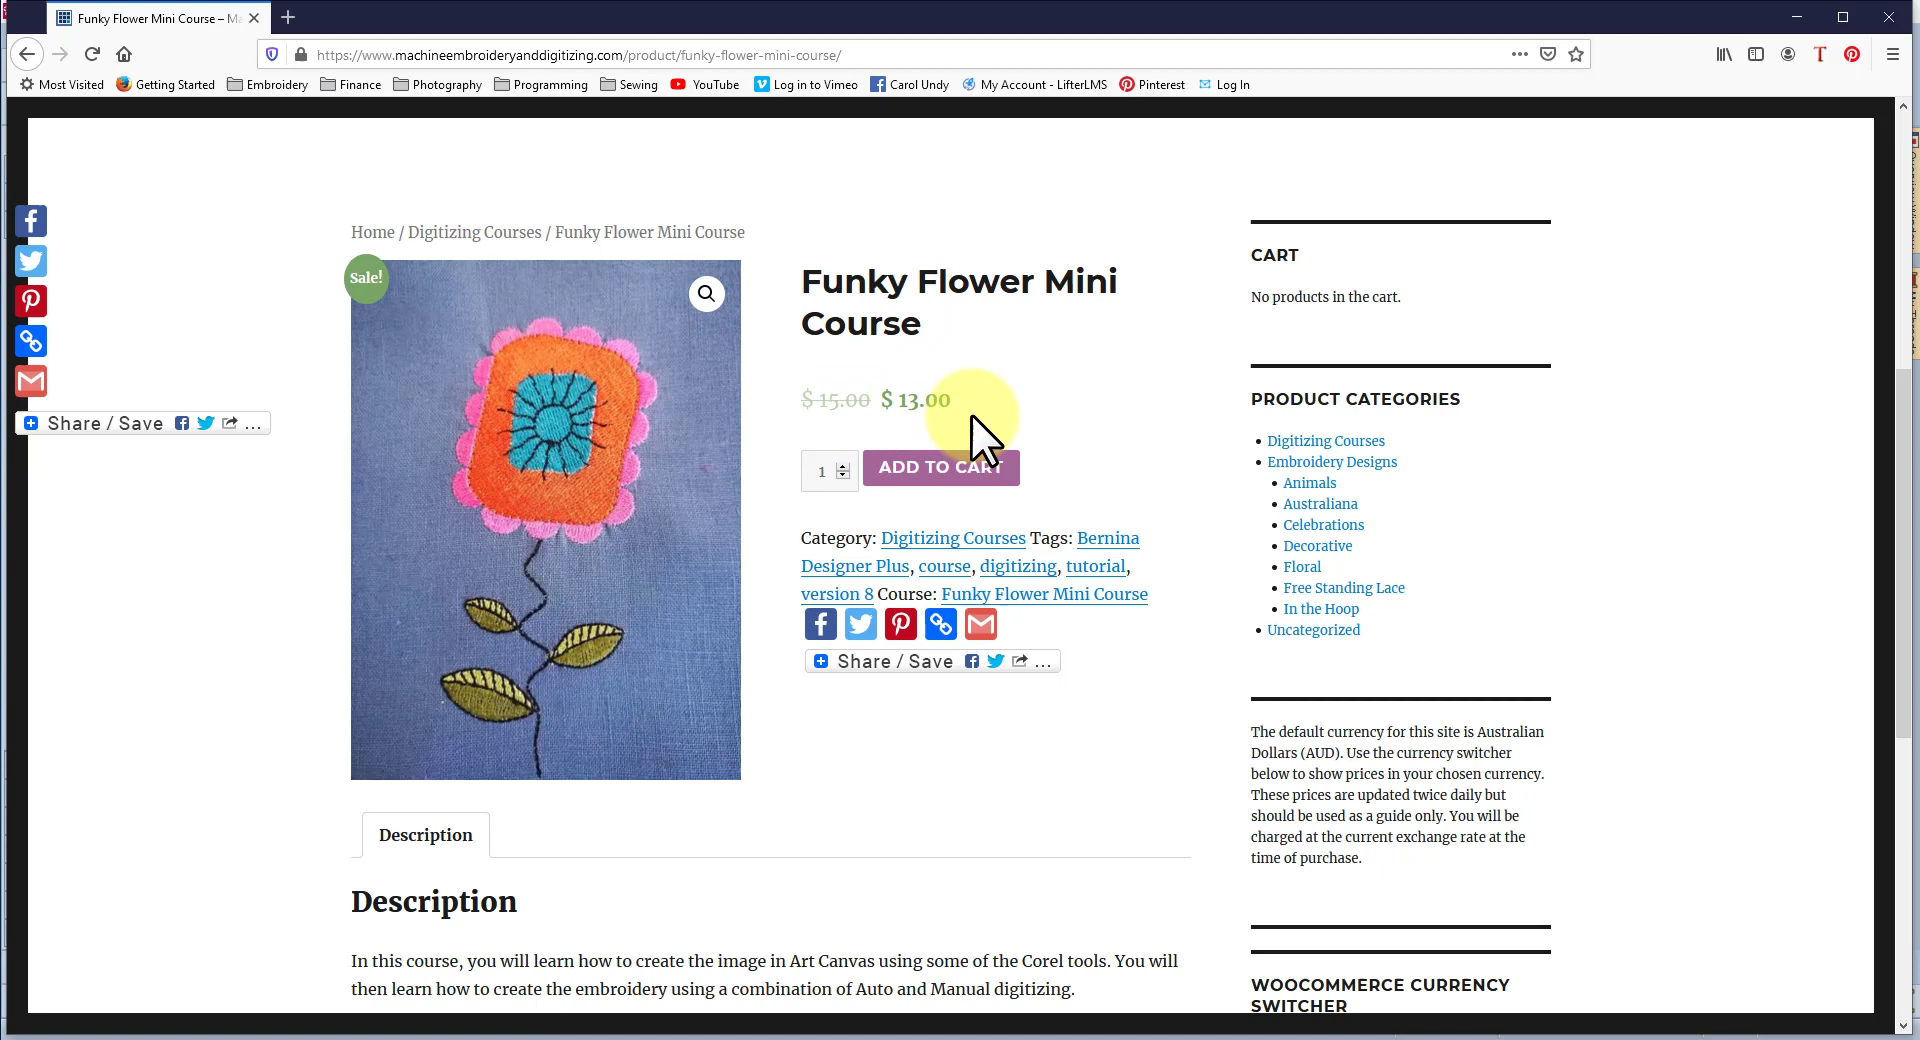 Funky Flower Mini Course – Ma
https://www.machineembroideryanddigitizing.com/product/funky-flower-mini-course/
Most Visited Getting Started Embroidery Finance Photography Programming Sewing YouTube Log in to Vimeo Carol Undy My Account - LifterLMS Pinterest Log In
Home / Digitizing Courses / Funky Flower Mini Course
Sale!
Share / Save ...
Funky Flower Mini
Course
$ 15.00 $ 13.00
1 ADD TO CART
Category: Digitizing Courses Tags: Bernina
Designer Plus, course, digitizing, tutorial,
version 8 Course: Funky Flower Mini Course
Share / Save ...
Description
Description
In this course, you will learn how to create the image in Art Canvas using some of the Corel tools. You will
then learn how to create the embroidery using a combination of Auto and Manual digitizing.
CART
No products in the cart.
PRODUCT CATEGORIES
Digitizing Courses
Embroidery Designs
Animals
Australiana
Celebrations
Decorative
Floral
Free Standing Lace
In the Hoop
Uncategorized
The default currency for this site is Australian
Dollars (AUD). Use the currency switcher
below to show prices in your chosen currency.
These prices are updated twice daily but
should be used as a guide only. You will be
charged at the current exchange rate at the
time of purchase.
WOOCOMMERCE CURRENCY
SWITCHER